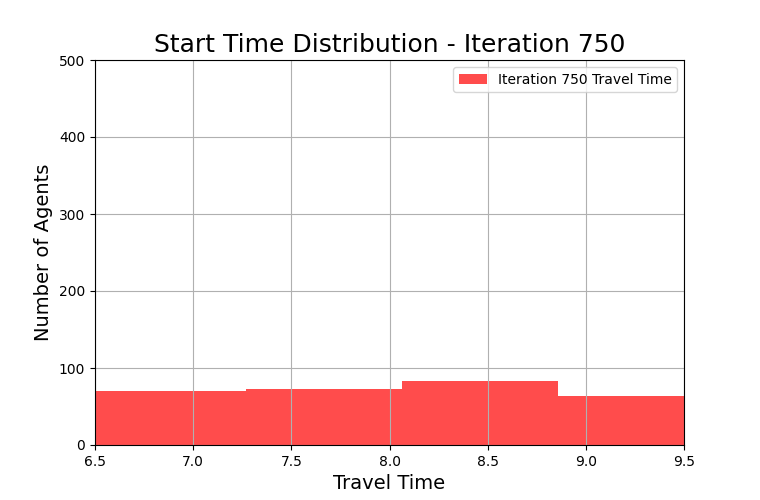 Start Time Distribution - Iteration 750
500
400
300
200
100
0
Number of Agents
Iteration 750 Travel Time
6.5 7.0 7.5 8.0 8.5 9.0 9.5
Travel Time